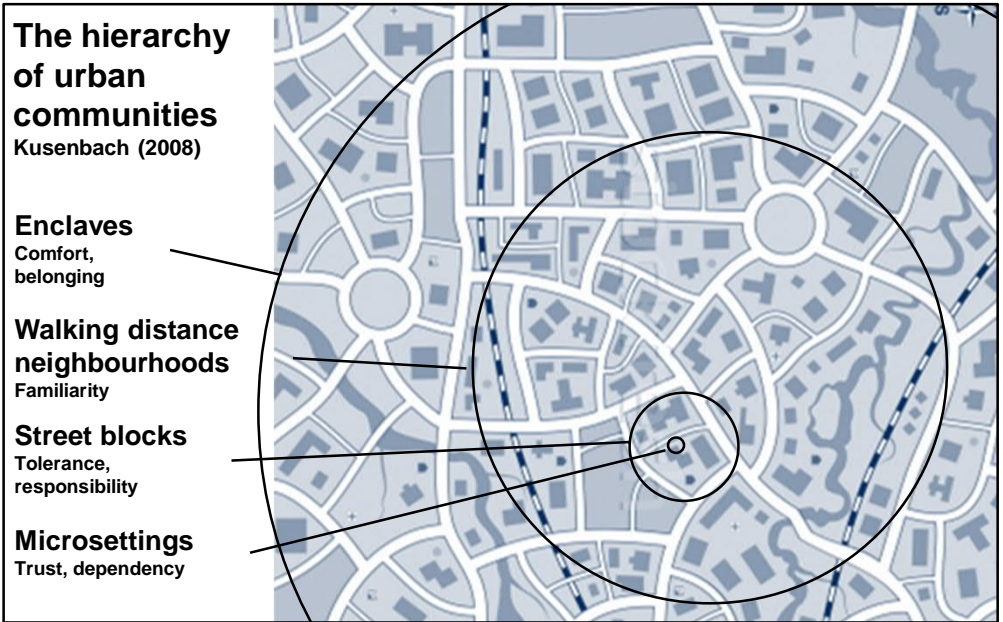 The hierarchy
of urban
communities
Kusenbach (2008)
Enclaves
Comfort,
belonging
Walking distance
neighbourhoods
Familiarity
Street blocks
Tolerance,
responsibility
Microsettings
Trust, dependency
S